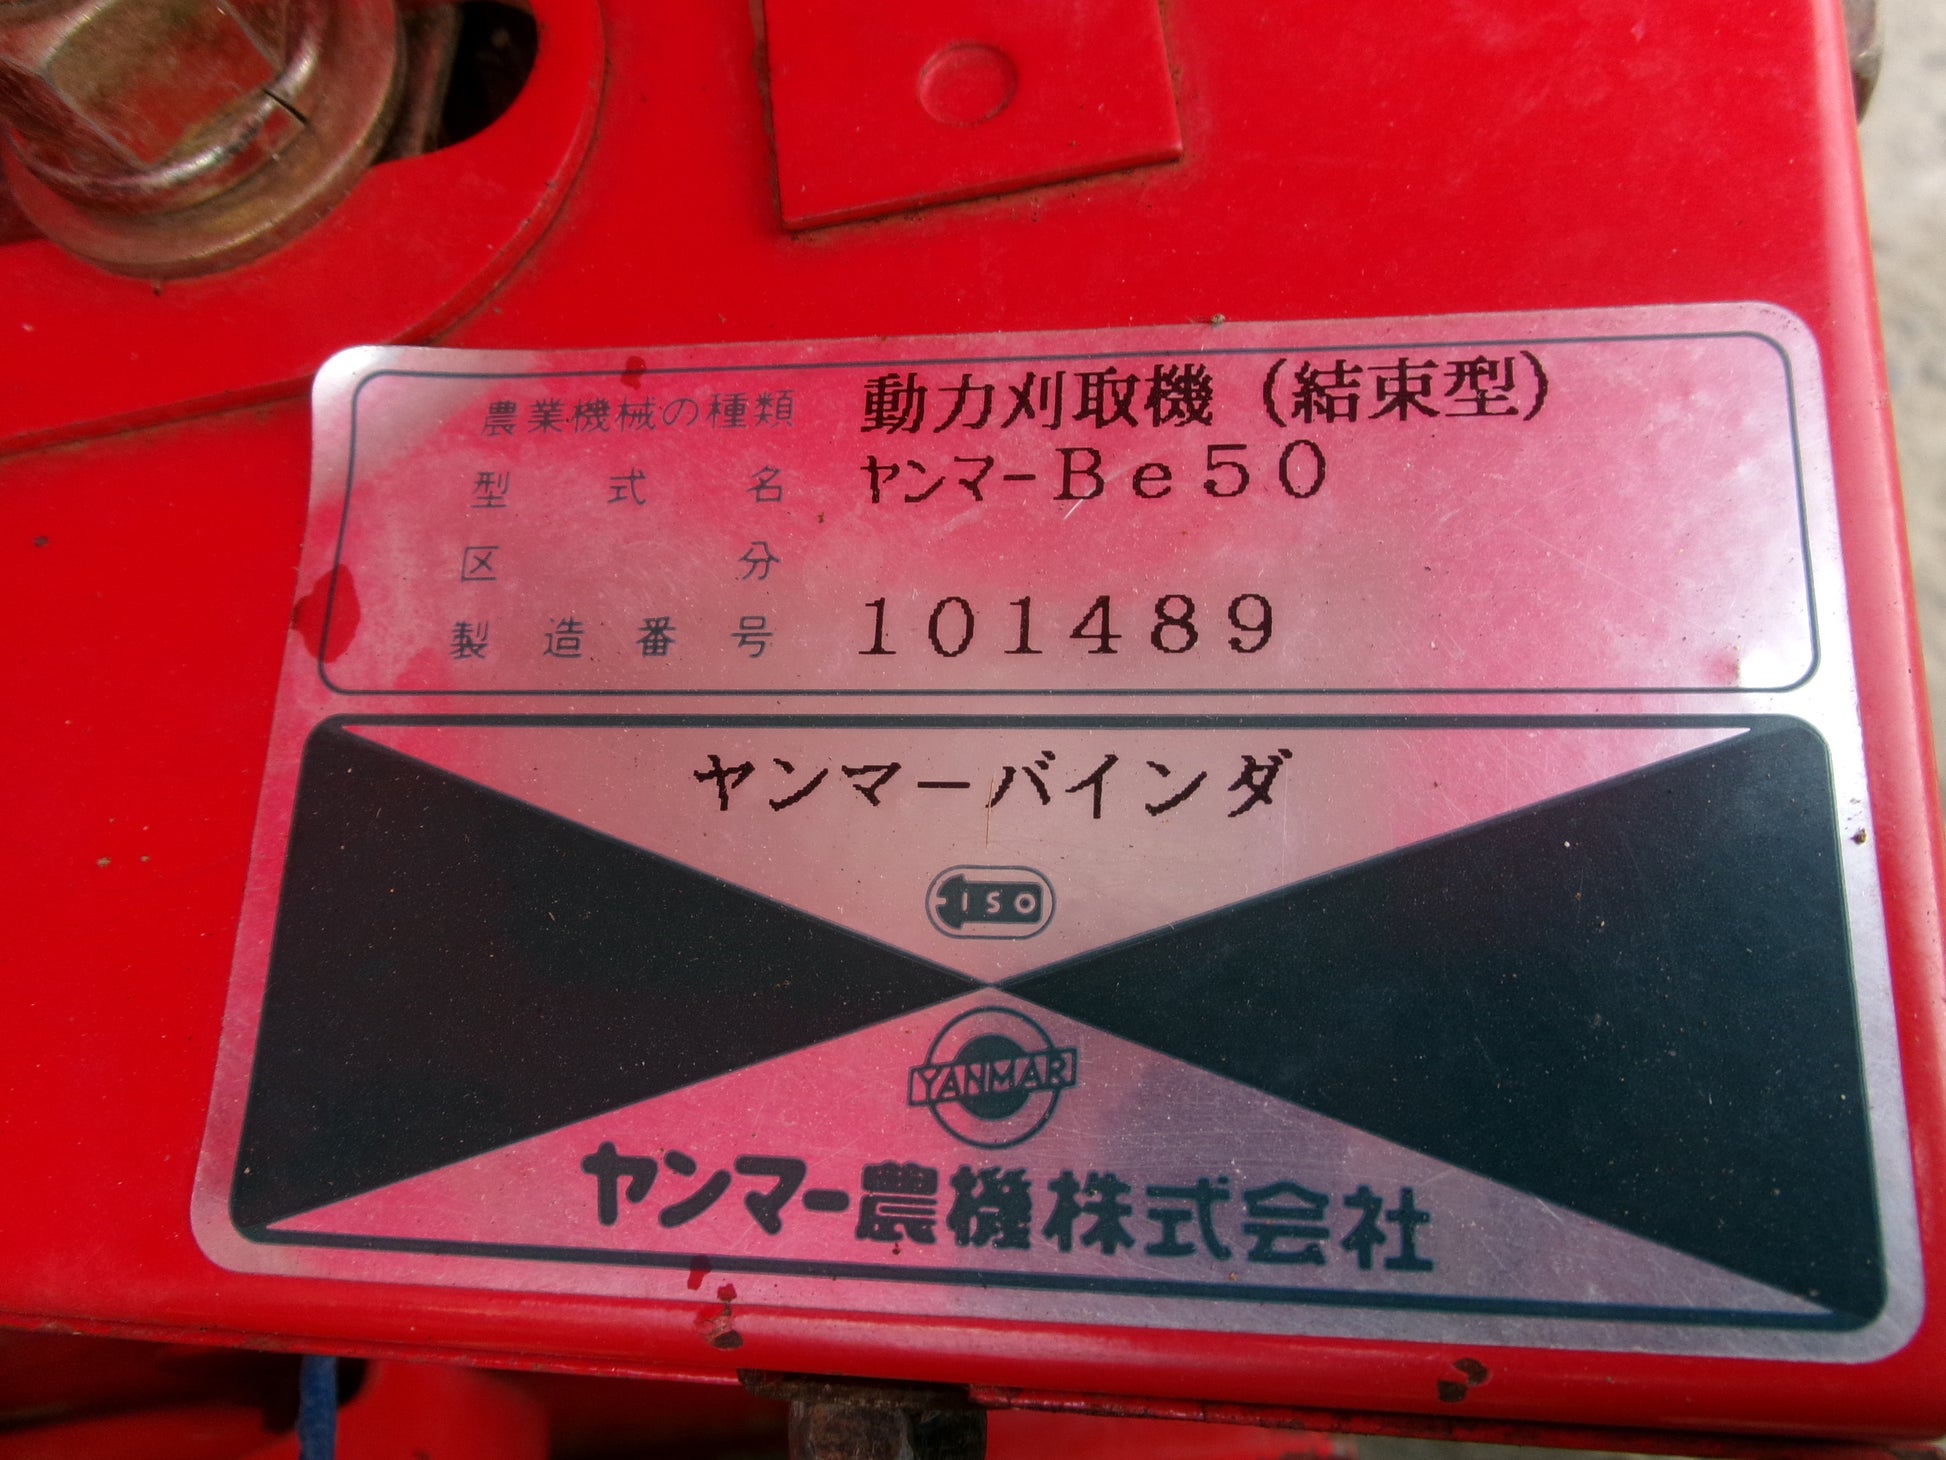 農業機械の種類 動力刈取機（結束型）
型式名 ヤンマーBe50
区分
製造番号 101489
ヤンマーバインダ
ISO
YANMAR
ヤンマー農機株式会社